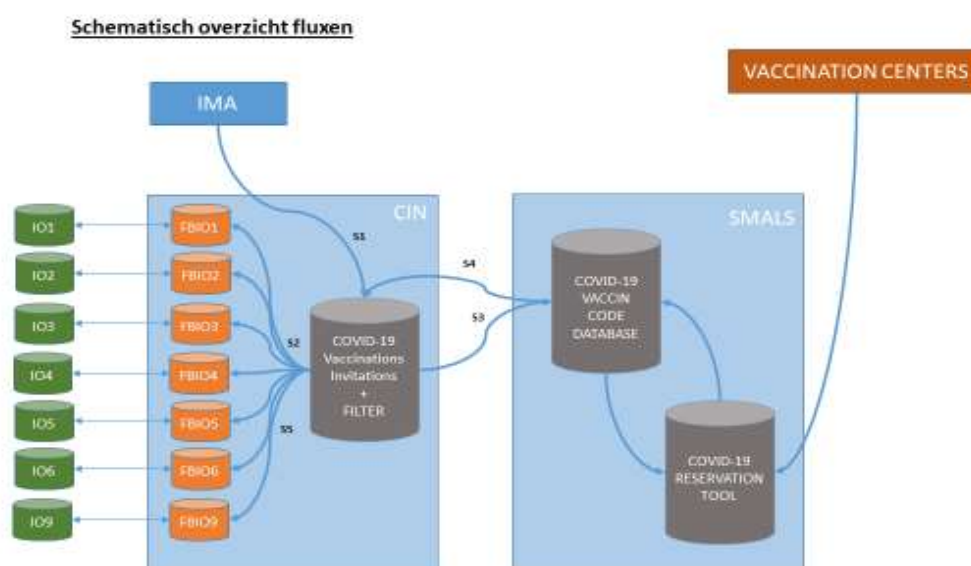 Schematisch overzicht fluxen
VACCINATION CENTERS
IMA
CIN
SMALS
IO1
FBIO1
S1
S4
IO2
FBIO2
COVID-19
VACCIN
CODE
DATABASE
IO3
FBIO3
S3
S2
COVID-19
Vaccinations
Invitations
+
FILTER
IO4
FBIO4
IO5
FBIO5
S5
IO6
FBIO6
COVID-19
RESERVATION
TOOL
IO9
FBIO9